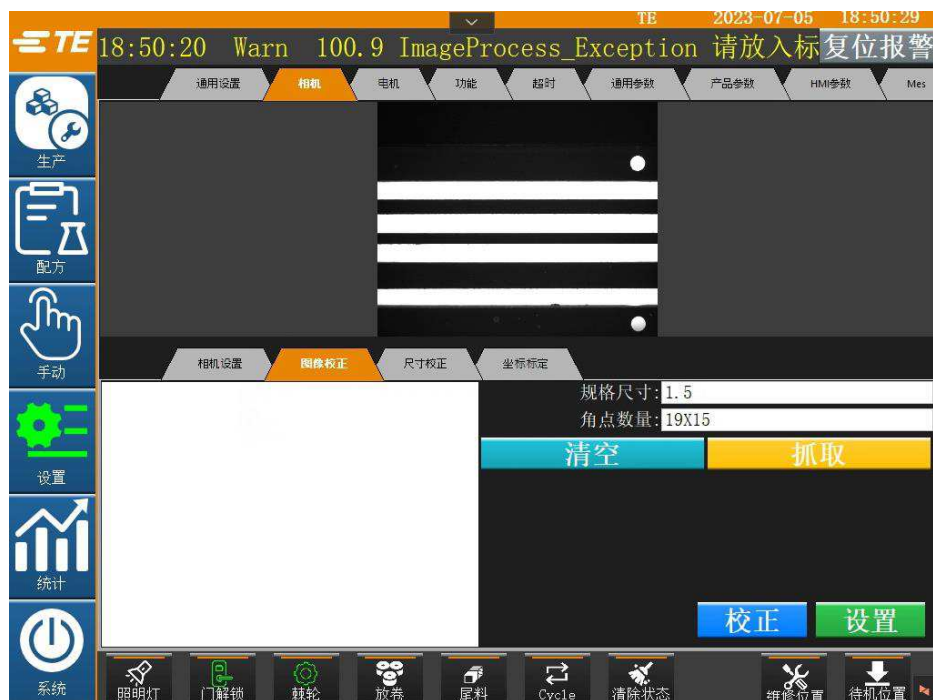 TE 2023-07-05 18:50:29
TE
18:50:20 Warn 100.9 ImageProcess_Exception 请放入标
复位报警
通用设置 相机 电机 功能 超时 通用参数 产品参数 HMI参数 Mes
生产
配方
手动
设置
统计
系统
相机设置 图像校正 尺寸校正 坐标标定
规格尺寸: 1.5
角点数量: 19X15
清空 抓取
校正 设置
照明灯 门解锁 棘轮 放卷 尾料 Cycle 清除状态 维修位置 待机位置